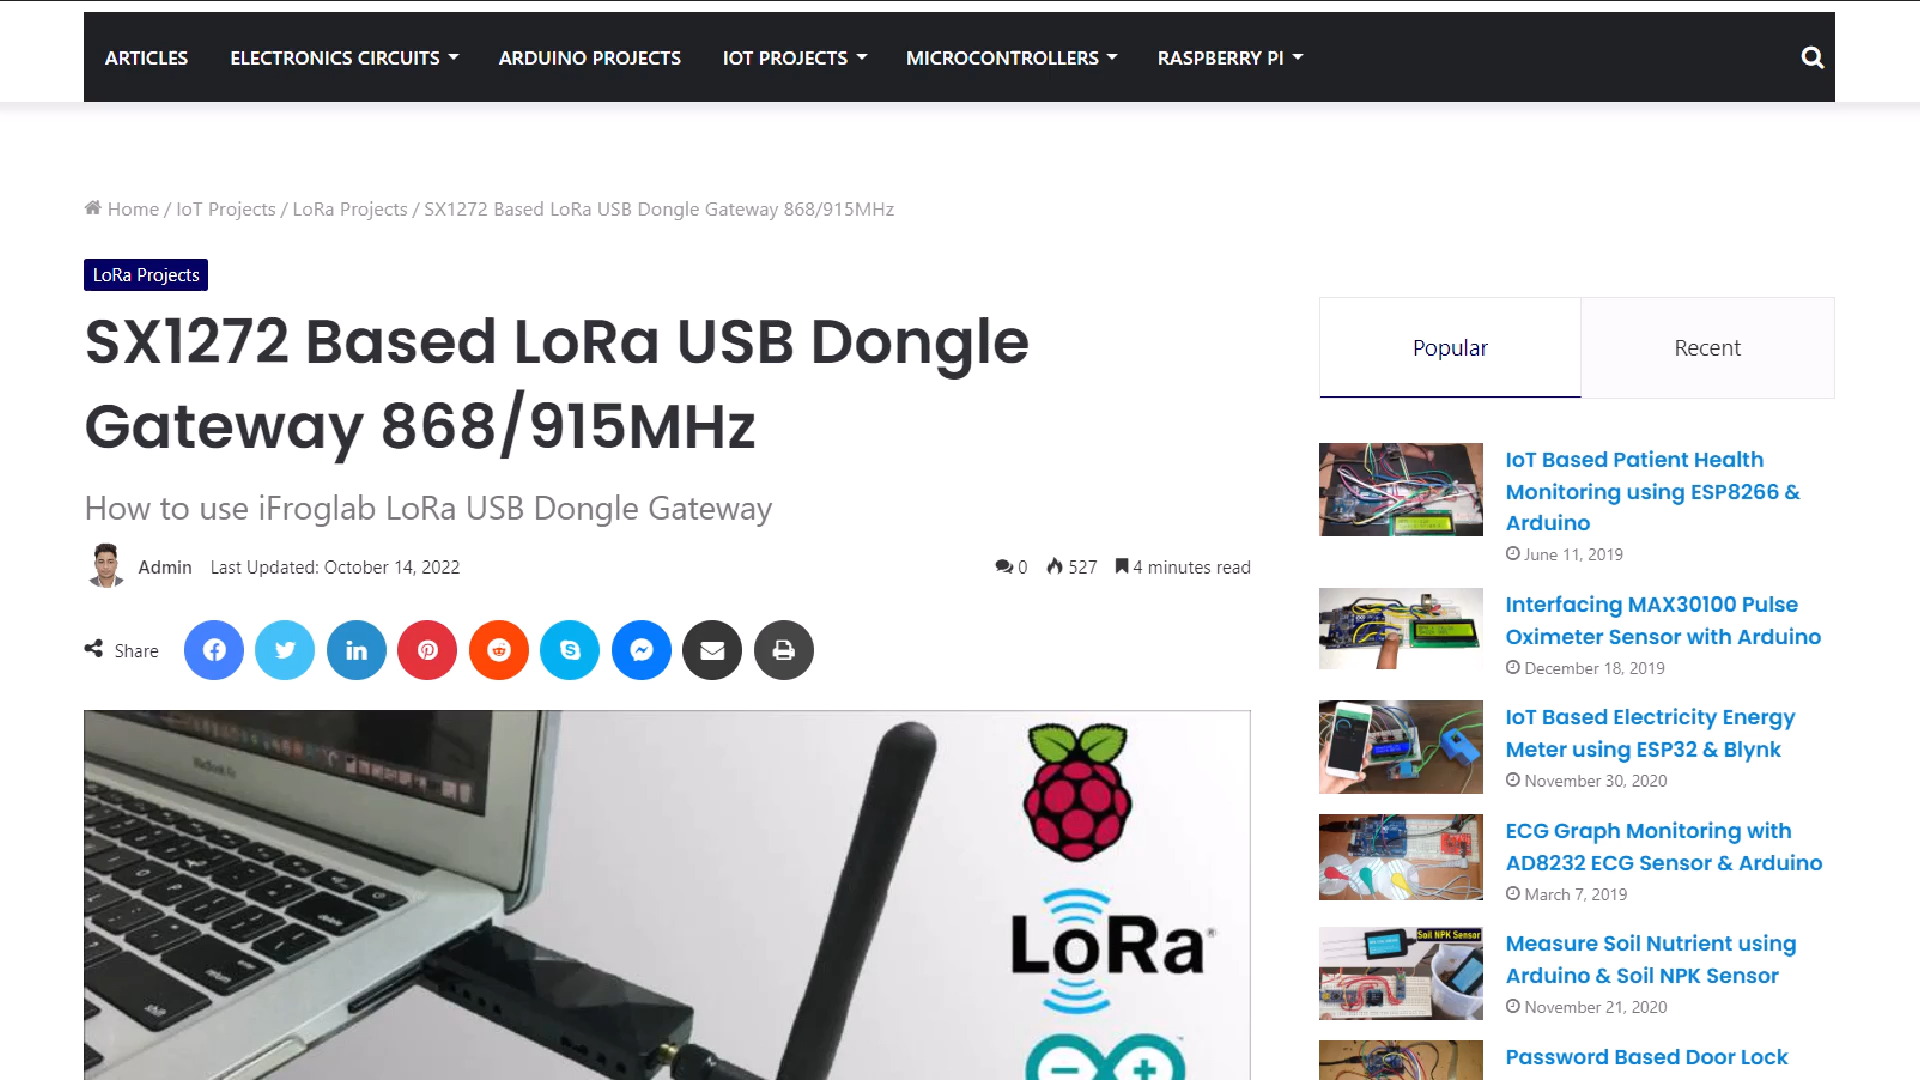 ARTICLES ELECTRONICS CIRCUITS ARDUINO PROJECTS IOT PROJECTS MICROCONTROLLERS RASPBERRY PI
Home / IoT Projects / LoRa Projects / SX1272 Based LoRa USB Dongle Gateway 868/915MHz
LoRa Projects
SX1272 Based LoRa USB Dongle
Gateway 868/915MHz
How to use iFroglab LoRa USB Dongle Gateway
Admin Last Updated: October 14, 2022 0 527 4 minutes read
Share
MacBook Air
LoRa
Popular Recent
IoT Based Patient Health
Monitoring using ESP8266 &
Arduino
June 11, 2019
Interfacing MAX30100 Pulse
Oximeter Sensor with Arduino
December 18, 2019
IoT Based Electricity Energy
Meter using ESP32 & Blynk
November 30, 2020
ECG Graph Monitoring with
AD8232 ECG Sensor & Arduino
March 7, 2019
Soil NPK Sensor
Measure Soil Nutrient using
Arduino & Soil NPK Sensor
November 21, 2020
Password Based Door Lock